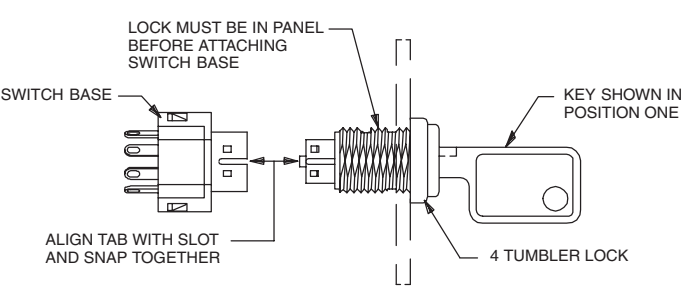 LOCK MUST BE IN PANEL
BEFORE ATTACHING
SWITCH BASE
SWITCH BASE
KEY SHOWN IN
POSITION ONE
ALIGN TAB WITH SLOT
AND SNAP TOGETHER
4 TUMBLER LOCK